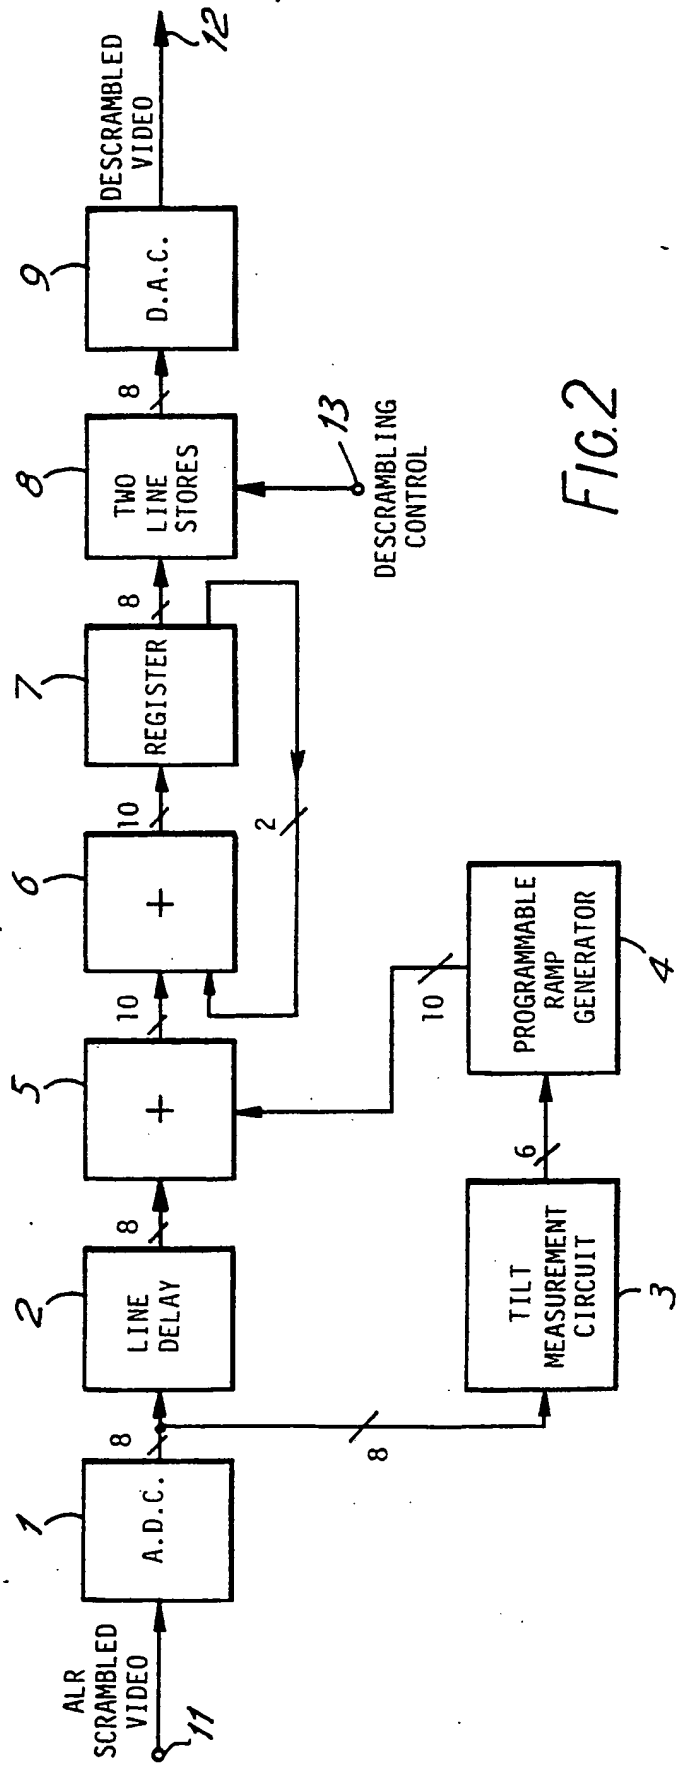 ALR
SCRAMBLED
VIDEO
11
1
A.D.C.
8
8
2
LINE
DELAY
8
5
+
10
6
+
10
7
REGISTER
2
8
8
TWO
LINE
STORES
8
9
D.A.C.
DESCRAMBLED
VIDEO
12
13
DESCRAMBLING
CONTROL
TILT
MEASUREMENT
CIRCUIT
3
6
PROGRAMMABLE
RAMP
GENERATOR
4
10
FIG.2